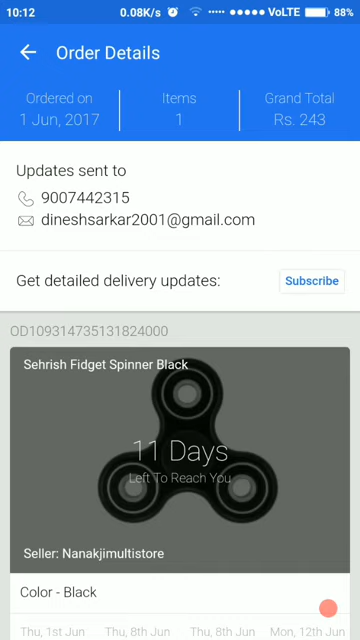 10:12 0.08K/s VoLTE 88%
Order Details
Ordered on Items Grand Total
1 Jun, 2017 1 Rs. 243
Updates sent to
9007442315
dineshsarkar2001@gmail.com
Get detailed delivery updates: Subscribe
OD109314735131824000
Sehrish Fidget Spinner Black
11 Days
Left To Reach You
Seller: Nanakjimultistore
Color - Black
Thu, 1st Jun Thu, 8th Jun Thu, 8th Jun Mon, 12th Jun